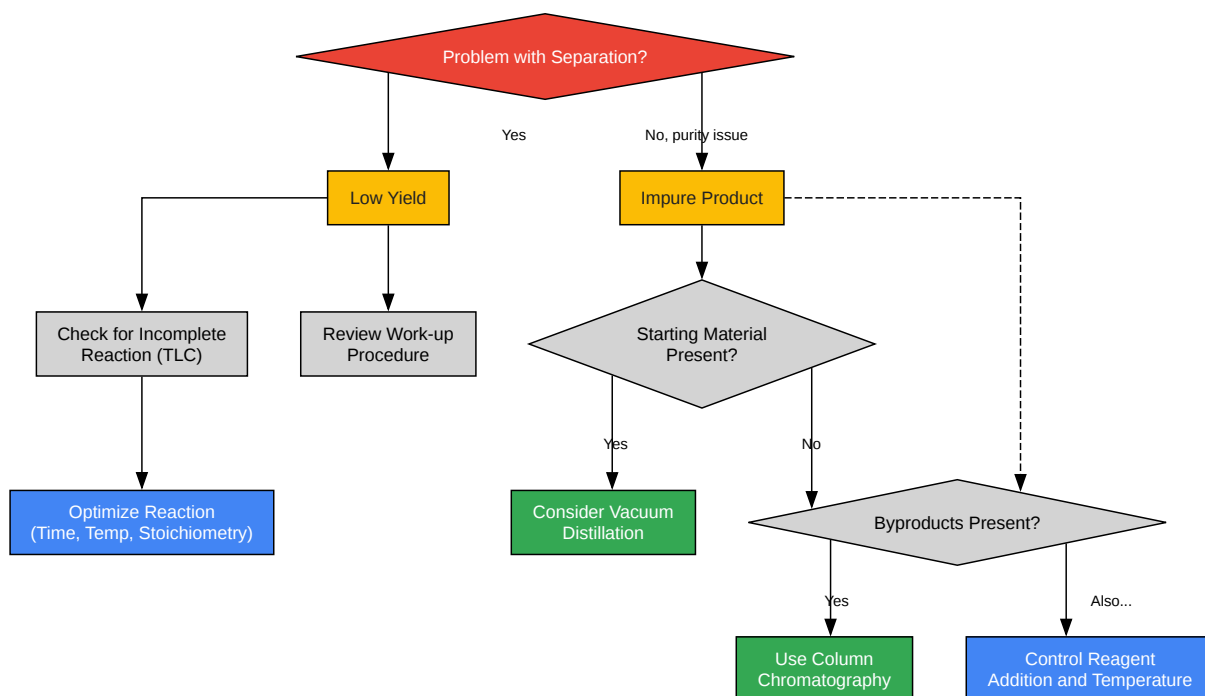 Problem with Separation?
Yes
No, purity issue
Low Yield
Impure Product
Check for Incomplete
Reaction (TLC)
Review Work-up
Procedure
Starting Material
Present?
Yes
No
Optimize Reaction
(Time, Temp, Stoichiometry)
Consider Vacuum
Distillation
Byproducts Present?
Yes
Also...
Use Column
Chromatography
Control Reagent
Addition and Temperature